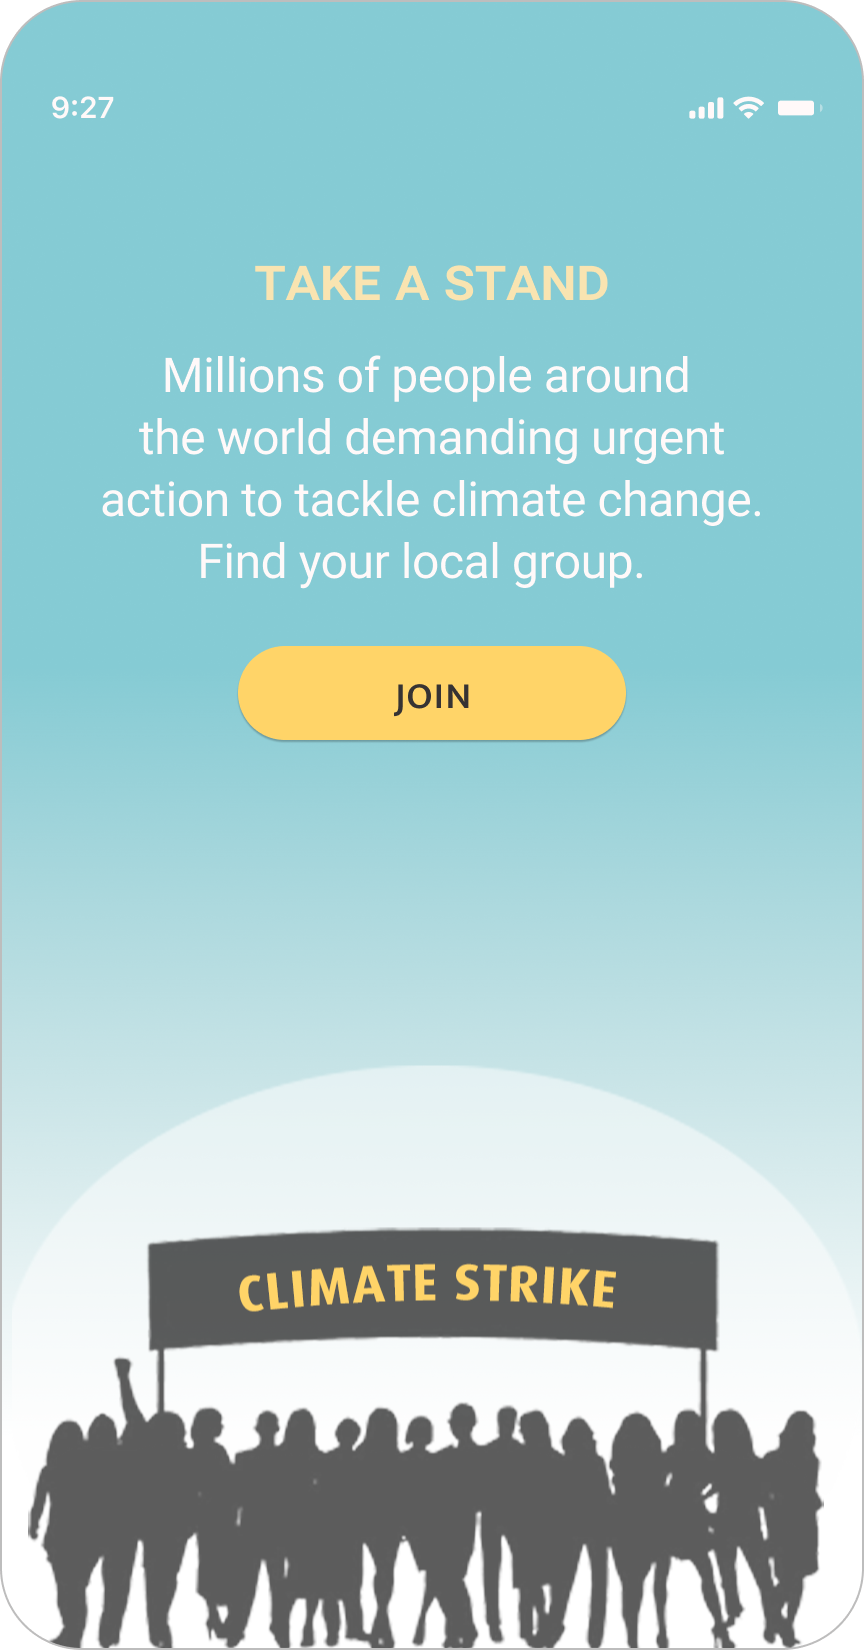 9:27
TAKE A STAND
Millions of people around
the world demanding urgent
action to tackle climate change.
Find your local group.
JOIN
CLIMATE STRIKE